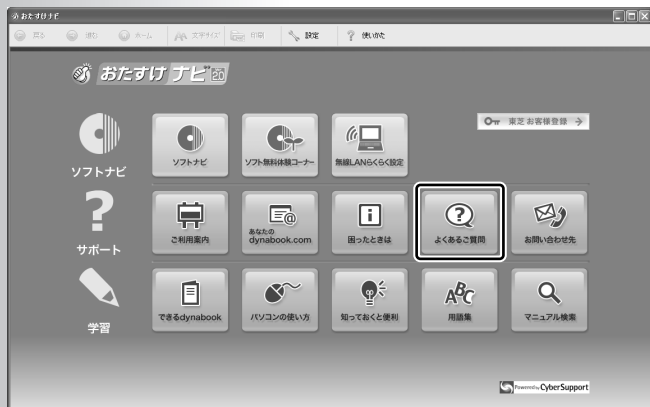 おたすけナビ
戻る 進む ホーム 文字サイズ 印刷 設定 使いかた
おたすけナビ 2.0
東芝お客様登録 →
ソフトナビ
ソフトナビ
ソフト無料体験コーナー
無線LANらくらく設定
サポート
ご利用案内
あなたの
dynabook.com
困ったときは
よくあるご質問
お問い合わせ先
学習
できるdynabook
パソコンの使い方
知っておくと便利
用語集
マニュアル検索
Powered by CyberSupport